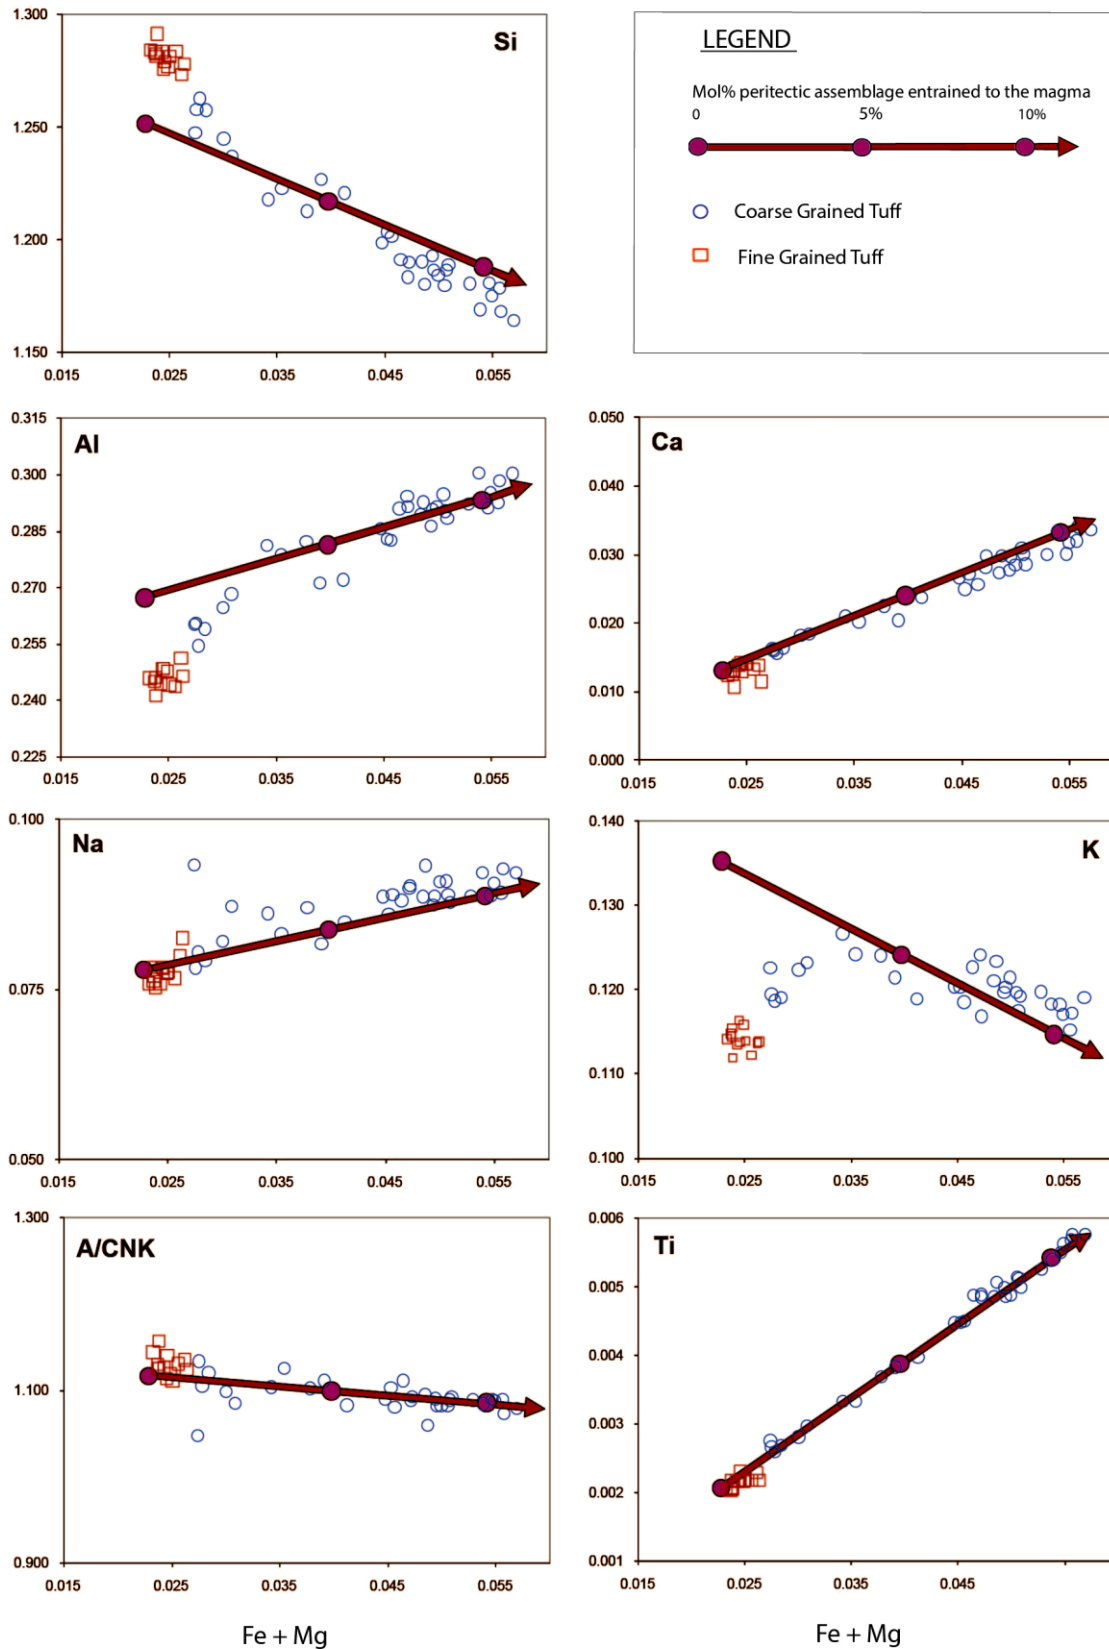 Si
1.300
1.250
1.200
1.150
0.015 0.025 0.035 0.045 0.055
LEGEND
Mol% peritectic assemblage entrained to the magma
0 5% 10%
Coarse Grained Tuff
Fine Grained Tuff
Al
0.315
0.300
0.285
0.270
0.255
0.240
0.225
0.015 0.025 0.035 0.045 0.055
Ca
0.050
0.040
0.030
0.020
0.010
0.000
0.015 0.025 0.035 0.045 0.055
Na
0.100
0.075
0.050
0.015 0.025 0.035 0.045 0.055
K
0.140
0.130
0.120
0.110
0.100
0.015 0.025 0.035 0.045 0.055
A/CNK
1.300
1.100
0.900
0.015 0.025 0.035 0.045 0.055
Fe + Mg
Ti
0.006
0.005
0.004
0.003
0.002
0.001
0.015 0.025 0.035 0.045
Fe + Mg